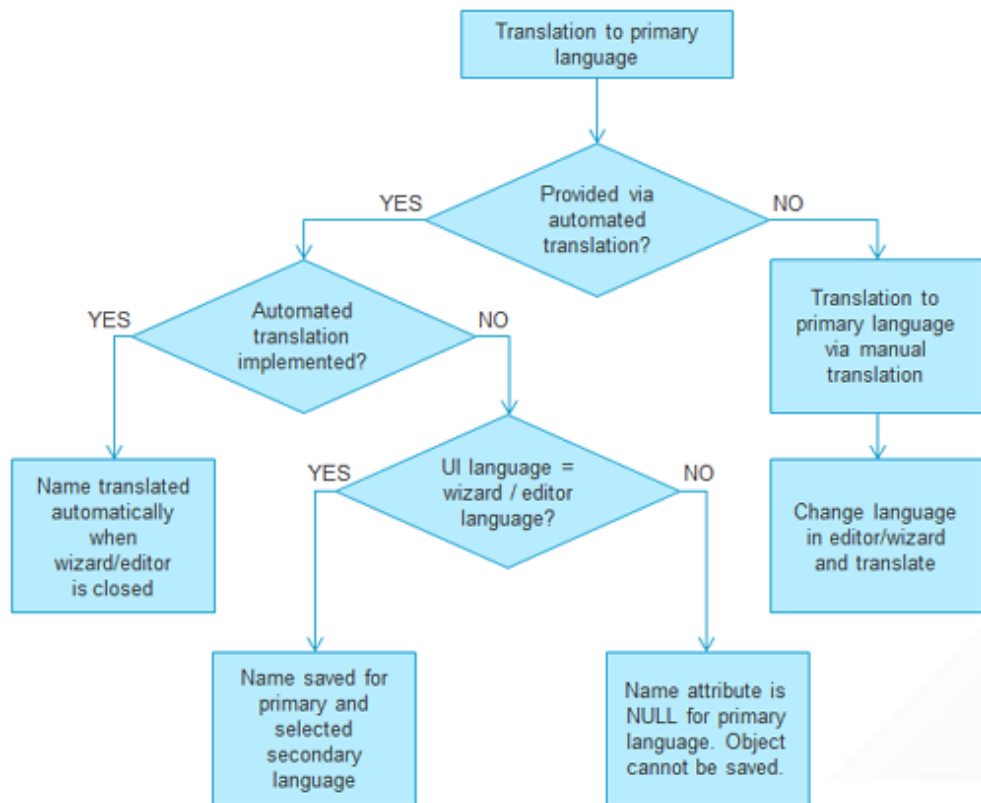 Translation to primary
language
Provided via
automated
translation?
YES
NO
Automated
translation
implemented?
YES
NO
Translation to
primary language
via manual
translation
UI language =
wizard / editor
language?
YES
NO
Name translated
automatically
when
wizard/editor
is closed
Change language
in editor/wizard
and translate
Name saved for
primary and
selected
secondary
language
Name attribute is
NULL for primary
language. Object
cannot be saved.